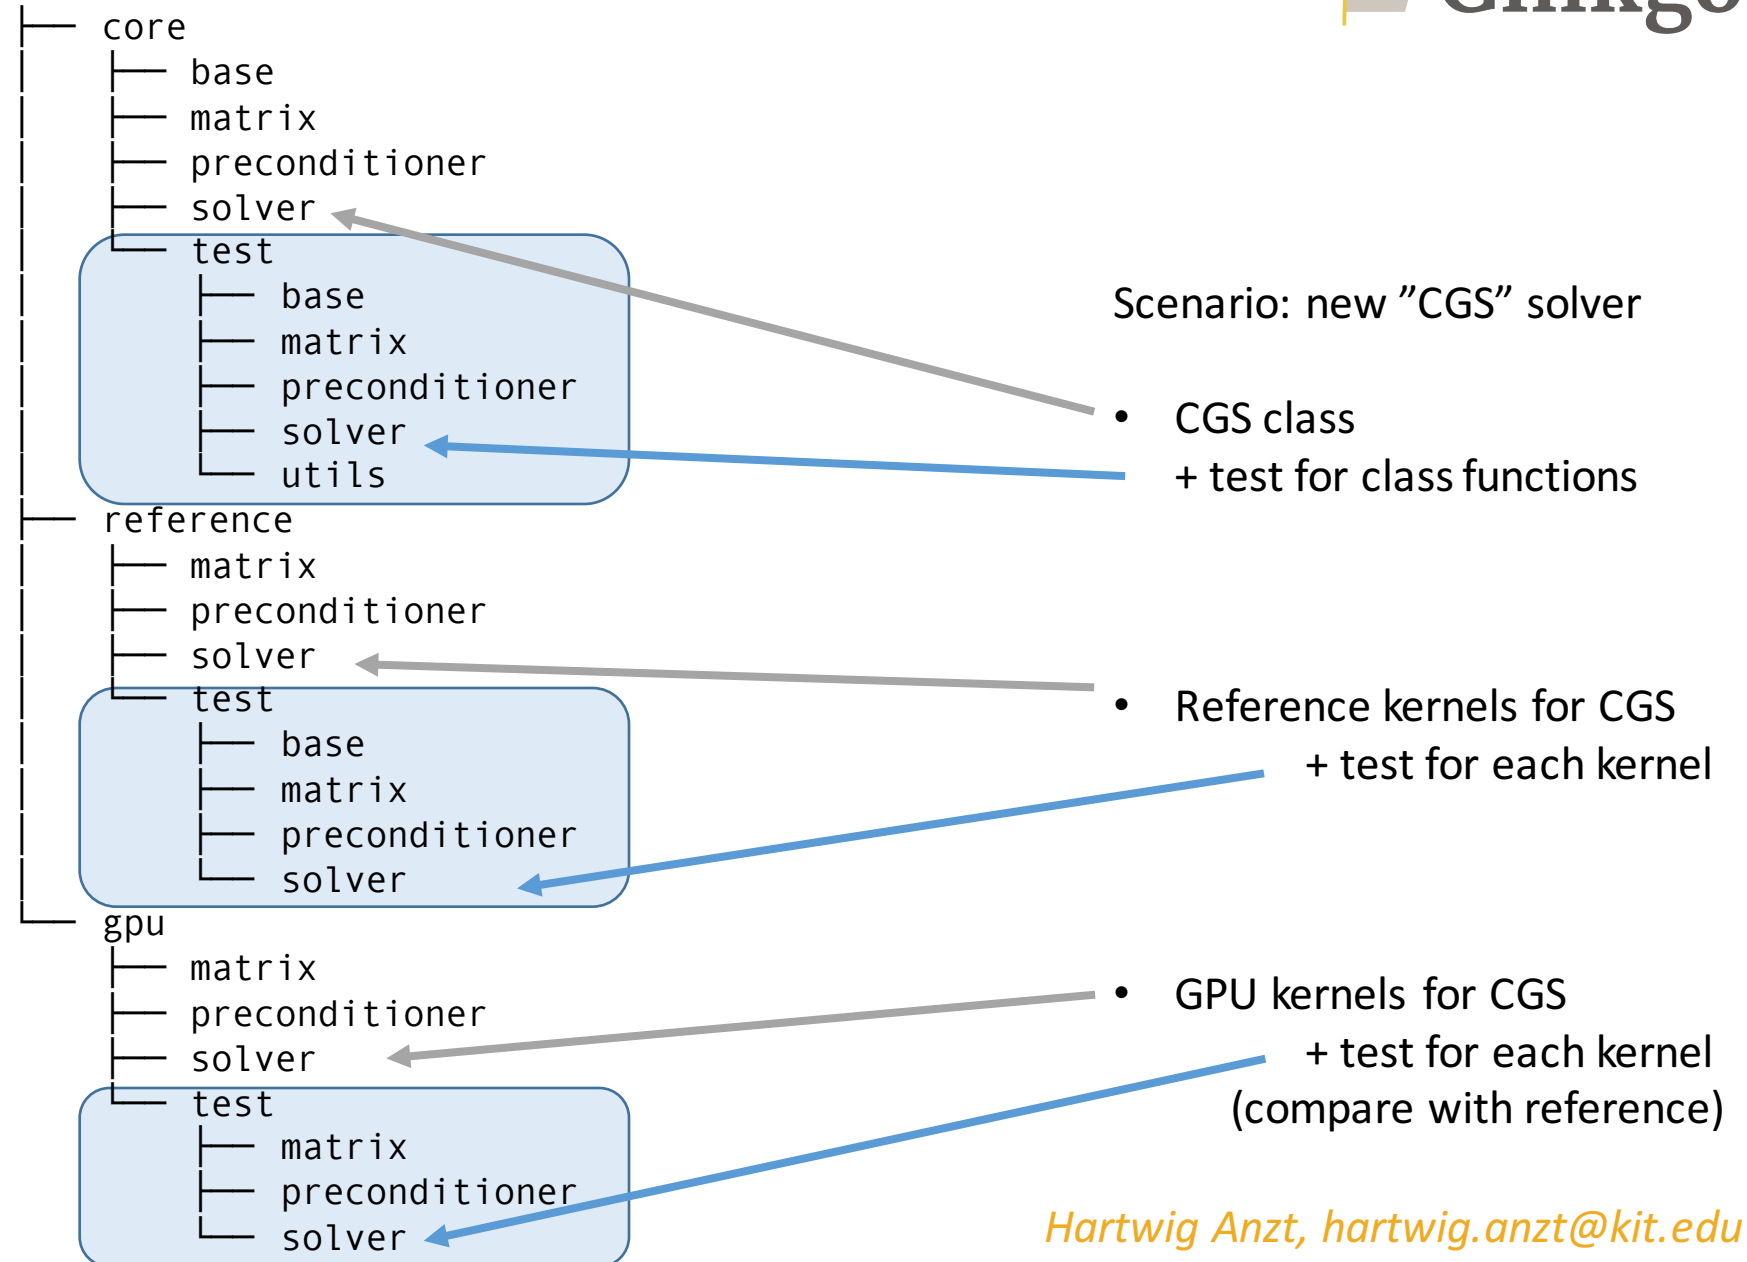 Ginkgo
core
base
matrix
preconditioner
solver
test
base
matrix
preconditioner
solver
utils
reference
matrix
preconditioner
solver
test
base
matrix
preconditioner
solver
gpu
matrix
preconditioner
solver
test
matrix
preconditioner
solver
Scenario: new ”CGS” solver
• CGS class
+ test for class functions
• Reference kernels for CGS
+ test for each kernel
• GPU kernels for CGS
+ test for each kernel
(compare with reference)
Hartwig Anzt, hartwig.anzt@kit.edu